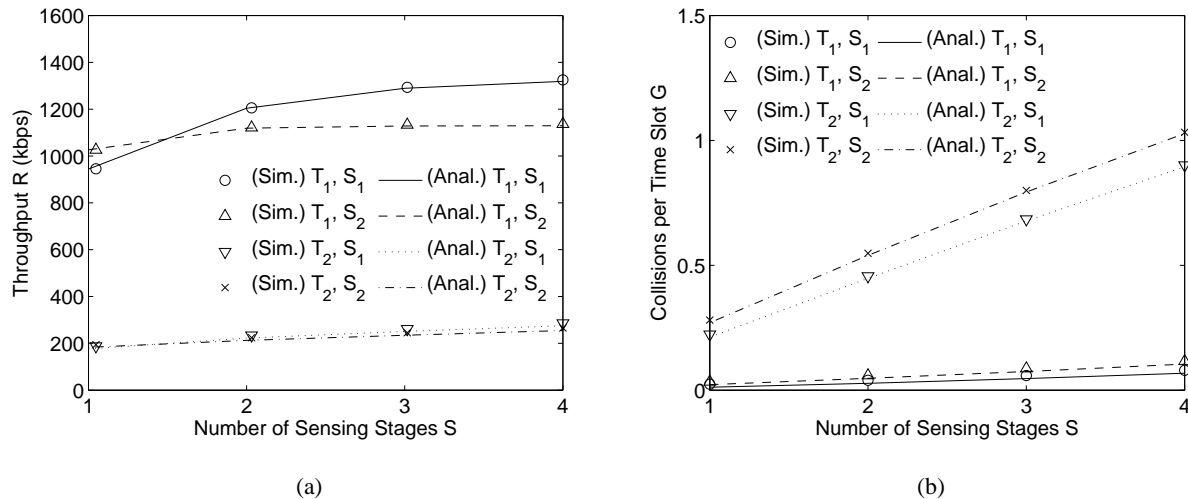 1600
1400
1200
1000
800
600
400
200
0
1 2 3 4
Throughput R (kbps)
Number of Sensing Stages S
(Sim.) T1, S1 (Anal.) T1, S1
(Sim.) T1, S2 (Anal.) T1, S2
(Sim.) T2, S1 (Anal.) T2, S1
(Sim.) T2, S2 (Anal.) T2, S2
(a)
1.5
1
0.5
0
1 2 3 4
Collisions per Time Slot G
Number of Sensing Stages S
(Sim.) T1, S1 (Anal.) T1, S1
(Sim.) T1, S2 (Anal.) T1, S2
(Sim.) T2, S1 (Anal.) T2, S1
(Sim.) T2, S2 (Anal.) T2, S2
(b)